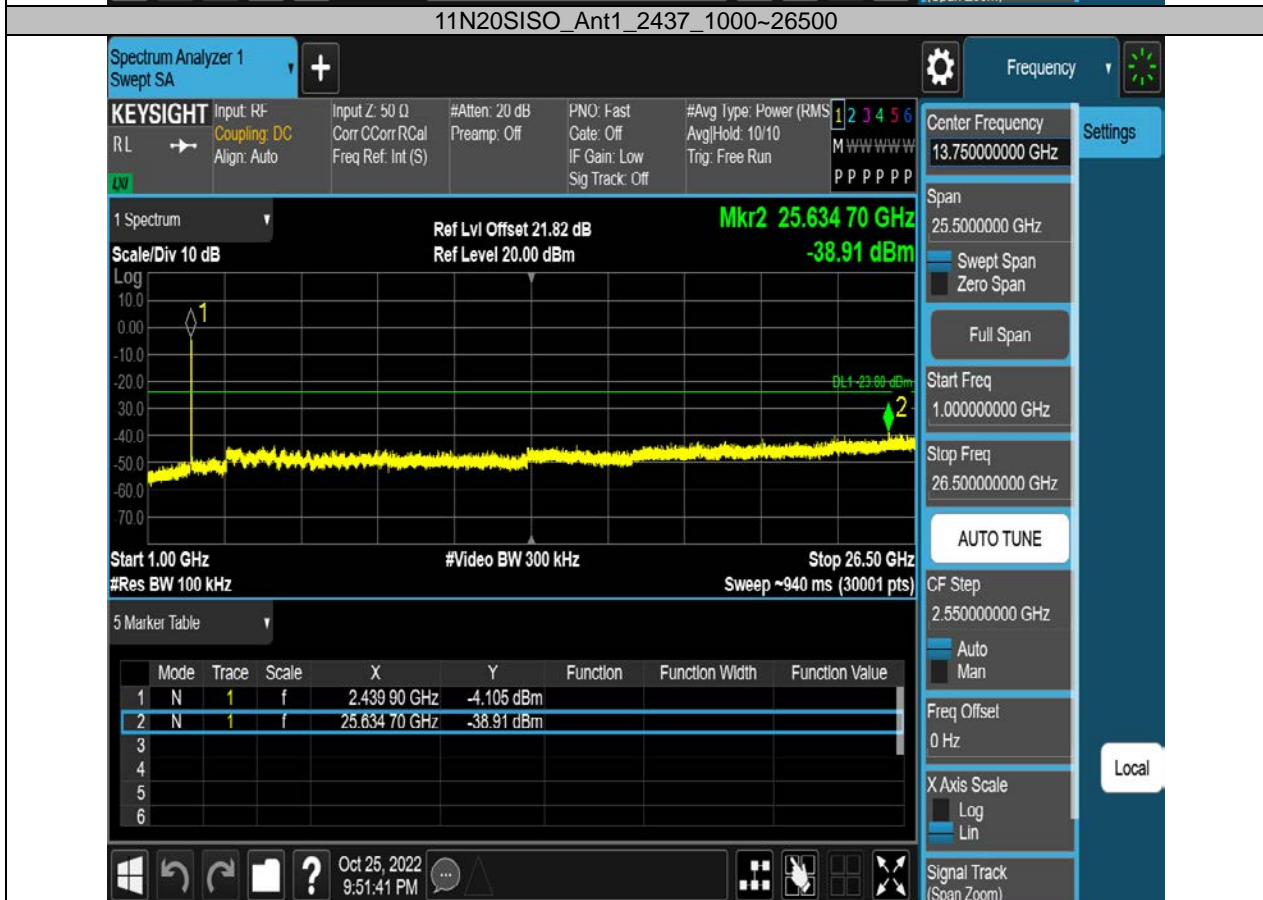 (Span Zoom)
11N20SISO_Ant1_2437_1000~26500
Spectrum Analyzer 1
Swept SA
Frequency
KEYSIGHT
RL
LXI
Input: RF
Coupling: DC
Align: Auto
Input Z: 50 Ω
Corr CCorr RCal
Freq Ref: Int (S)
#Atten: 20 dB
Preamp: Off
PNO: Fast
Gate: Off
IF Gain: Low
Sig Track: Off
#Avg Type: Power (RMS
Avg|Hold: 10/10
Trig: Free Run
1 2 3 4 5 6
M W W W W W
P P P P P P
1 Spectrum
Scale/Div 10 dB
Ref Lvl Offset 21.82 dB
Ref Level 20.00 dBm
Mkr2 25.634 70 GHz
-38.91 dBm
Log
10.0
0.00
-10.0
-20.0
-30.0
-40.0
-50.0
-60.0
-70.0
1
DL1 -23.80 dBm
2
Start 1.00 GHz
#Video BW 300 kHz
Stop 26.50 GHz
#Res BW 100 kHz
Sweep ~940 ms (30001 pts)
5 Marker Table
Mode Trace Scale X Y Function Function Width Function Value
1 N 1 f 2.439 90 GHz -4.105 dBm
2 N 1 f 25.634 70 GHz -38.91 dBm
3
4
5
6
Oct 25, 2022
9:51:41 PM
Center Frequency
13.750000000 GHz
Settings
Span
25.5000000 GHz
Swept Span
Zero Span
Full Span
Start Freq
1.000000000 GHz
Stop Freq
26.500000000 GHz
AUTO TUNE
CF Step
2.550000000 GHz
Auto
Man
Freq Offset
0 Hz
X Axis Scale
Log
Lin
Local
Signal Track
(Span Zoom)